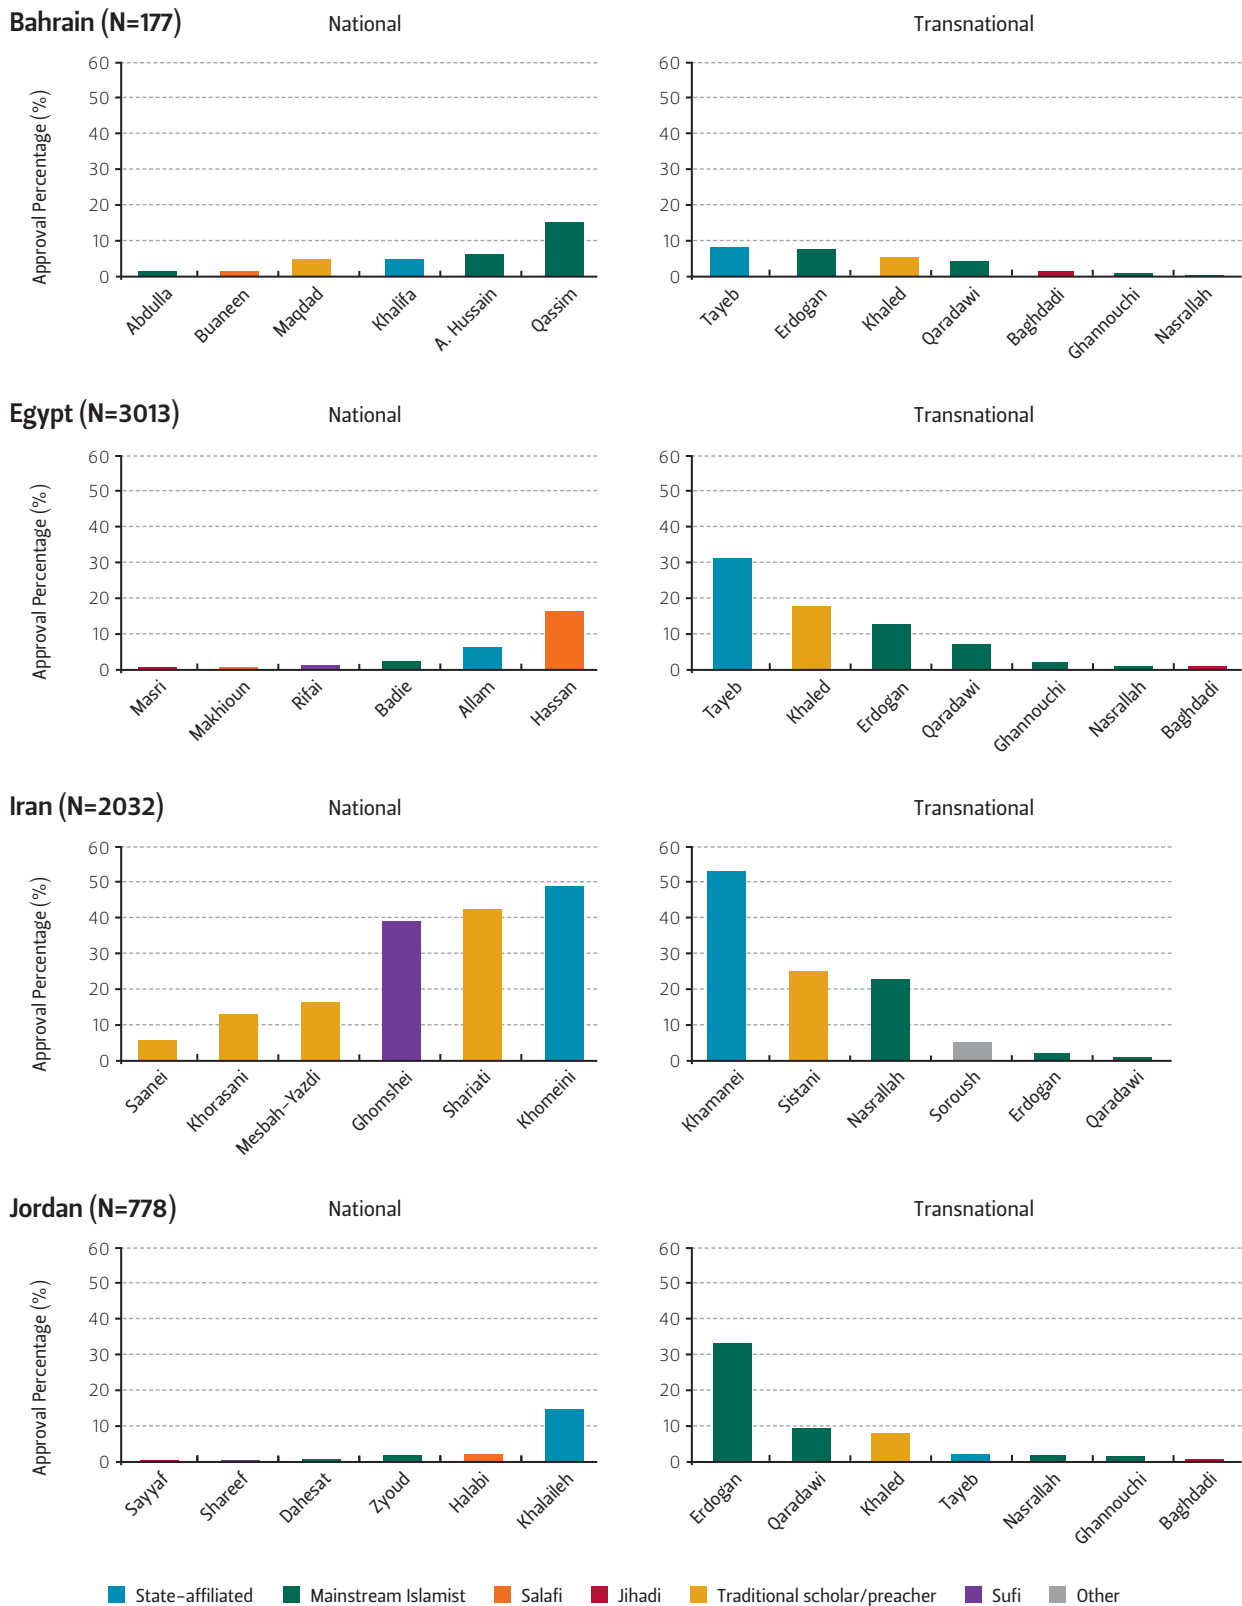 Bahrain (N=177)
National
Transnational
Approval Percentage (%)
60
50
40
30
20
10
0
Abdulla
Buaneen
Maqdad
Khalifa
A. Hussain
Qassim
60
50
40
30
20
10
0
Tayeb
Erdogan
Khaled
Qaradawi
Baghdadi
Ghannouchi
Nasrallah
Egypt (N=3013)
National
Transnational
Approval Percentage (%)
60
50
40
30
20
10
0
Masri
Makhioun
Rifai
Badie
Allam
Hassan
60
50
40
30
20
10
0
Tayeb
Khaled
Erdogan
Qaradawi
Ghannouchi
Nasrallah
Baghdadi
Iran (N=2032)
National
Transnational
Approval Percentage (%)
60
50
40
30
20
10
0
Saanei
Khorasani
Mesbah-Yazdi
Ghomshei
Shariati
Khomeini
60
50
40
30
20
10
0
Khamanei
Sistani
Nasrallah
Soroush
Erdogan
Qaradawi
Jordan (N=778)
National
Transnational
Approval Percentage (%)
60
50
40
30
20
10
0
Sayyaf
Shareef
Dahesat
Zyoud
Halabi
Khalaileh
60
50
40
30
20
10
0
Erdogan
Qaradawi
Khaled
Tayeb
Nasrallah
Ghannouchi
Baghdadi
State-affiliated
Mainstream Islamist
Salafi
Jihadi
Traditional scholar/preacher
Sufi
Other